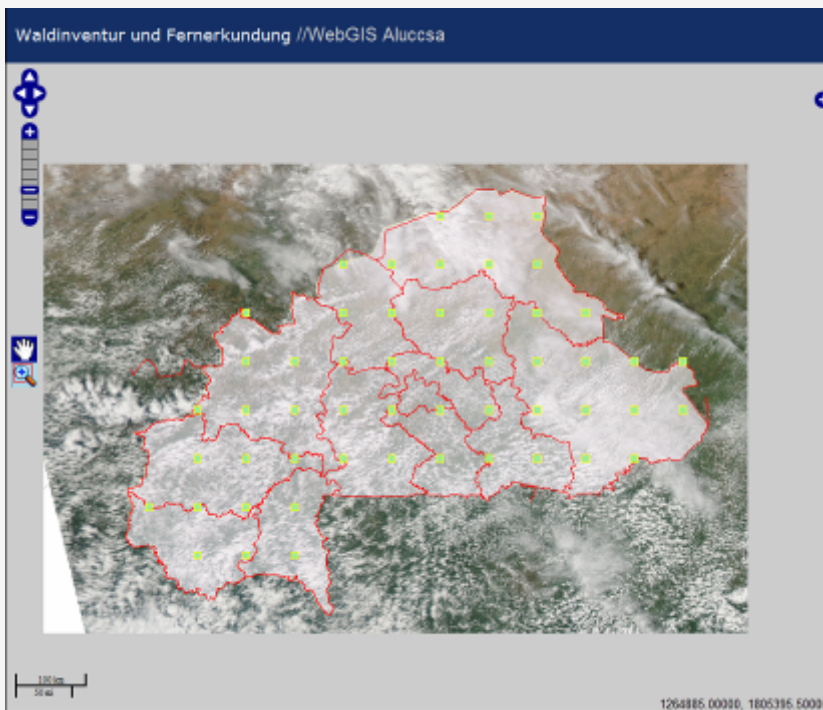 Waldinventur und Fernerkundung //WebGIS Aluccsa
100 km
50 mi
1264885.00000, 1805395.5000